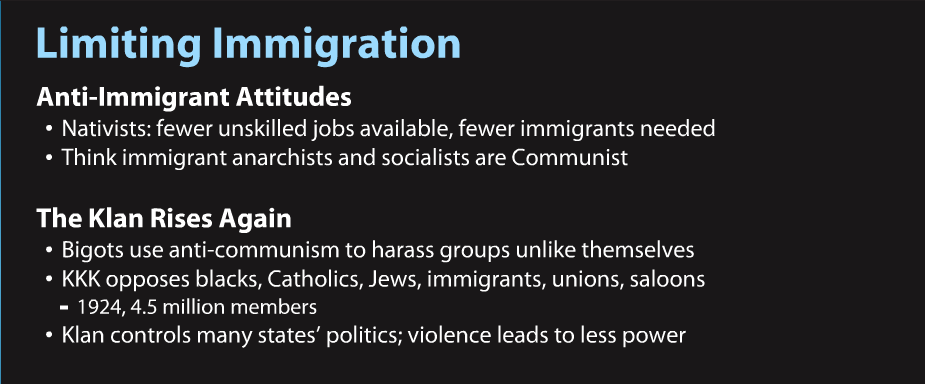 Limiting Immigration
Anti-Immigrant Attitudes
• Nativists: fewer unskilled jobs available, fewer immigrants needed
• Think immigrant anarchists and socialists are Communist
The Klan Rises Again
• Bigots use anti-communism to harass groups unlike themselves
• KKK opposes blacks, Catholics, Jews, immigrants, unions, saloons
- 1924, 4.5 million members
• Klan controls many states’ politics; violence leads to less power